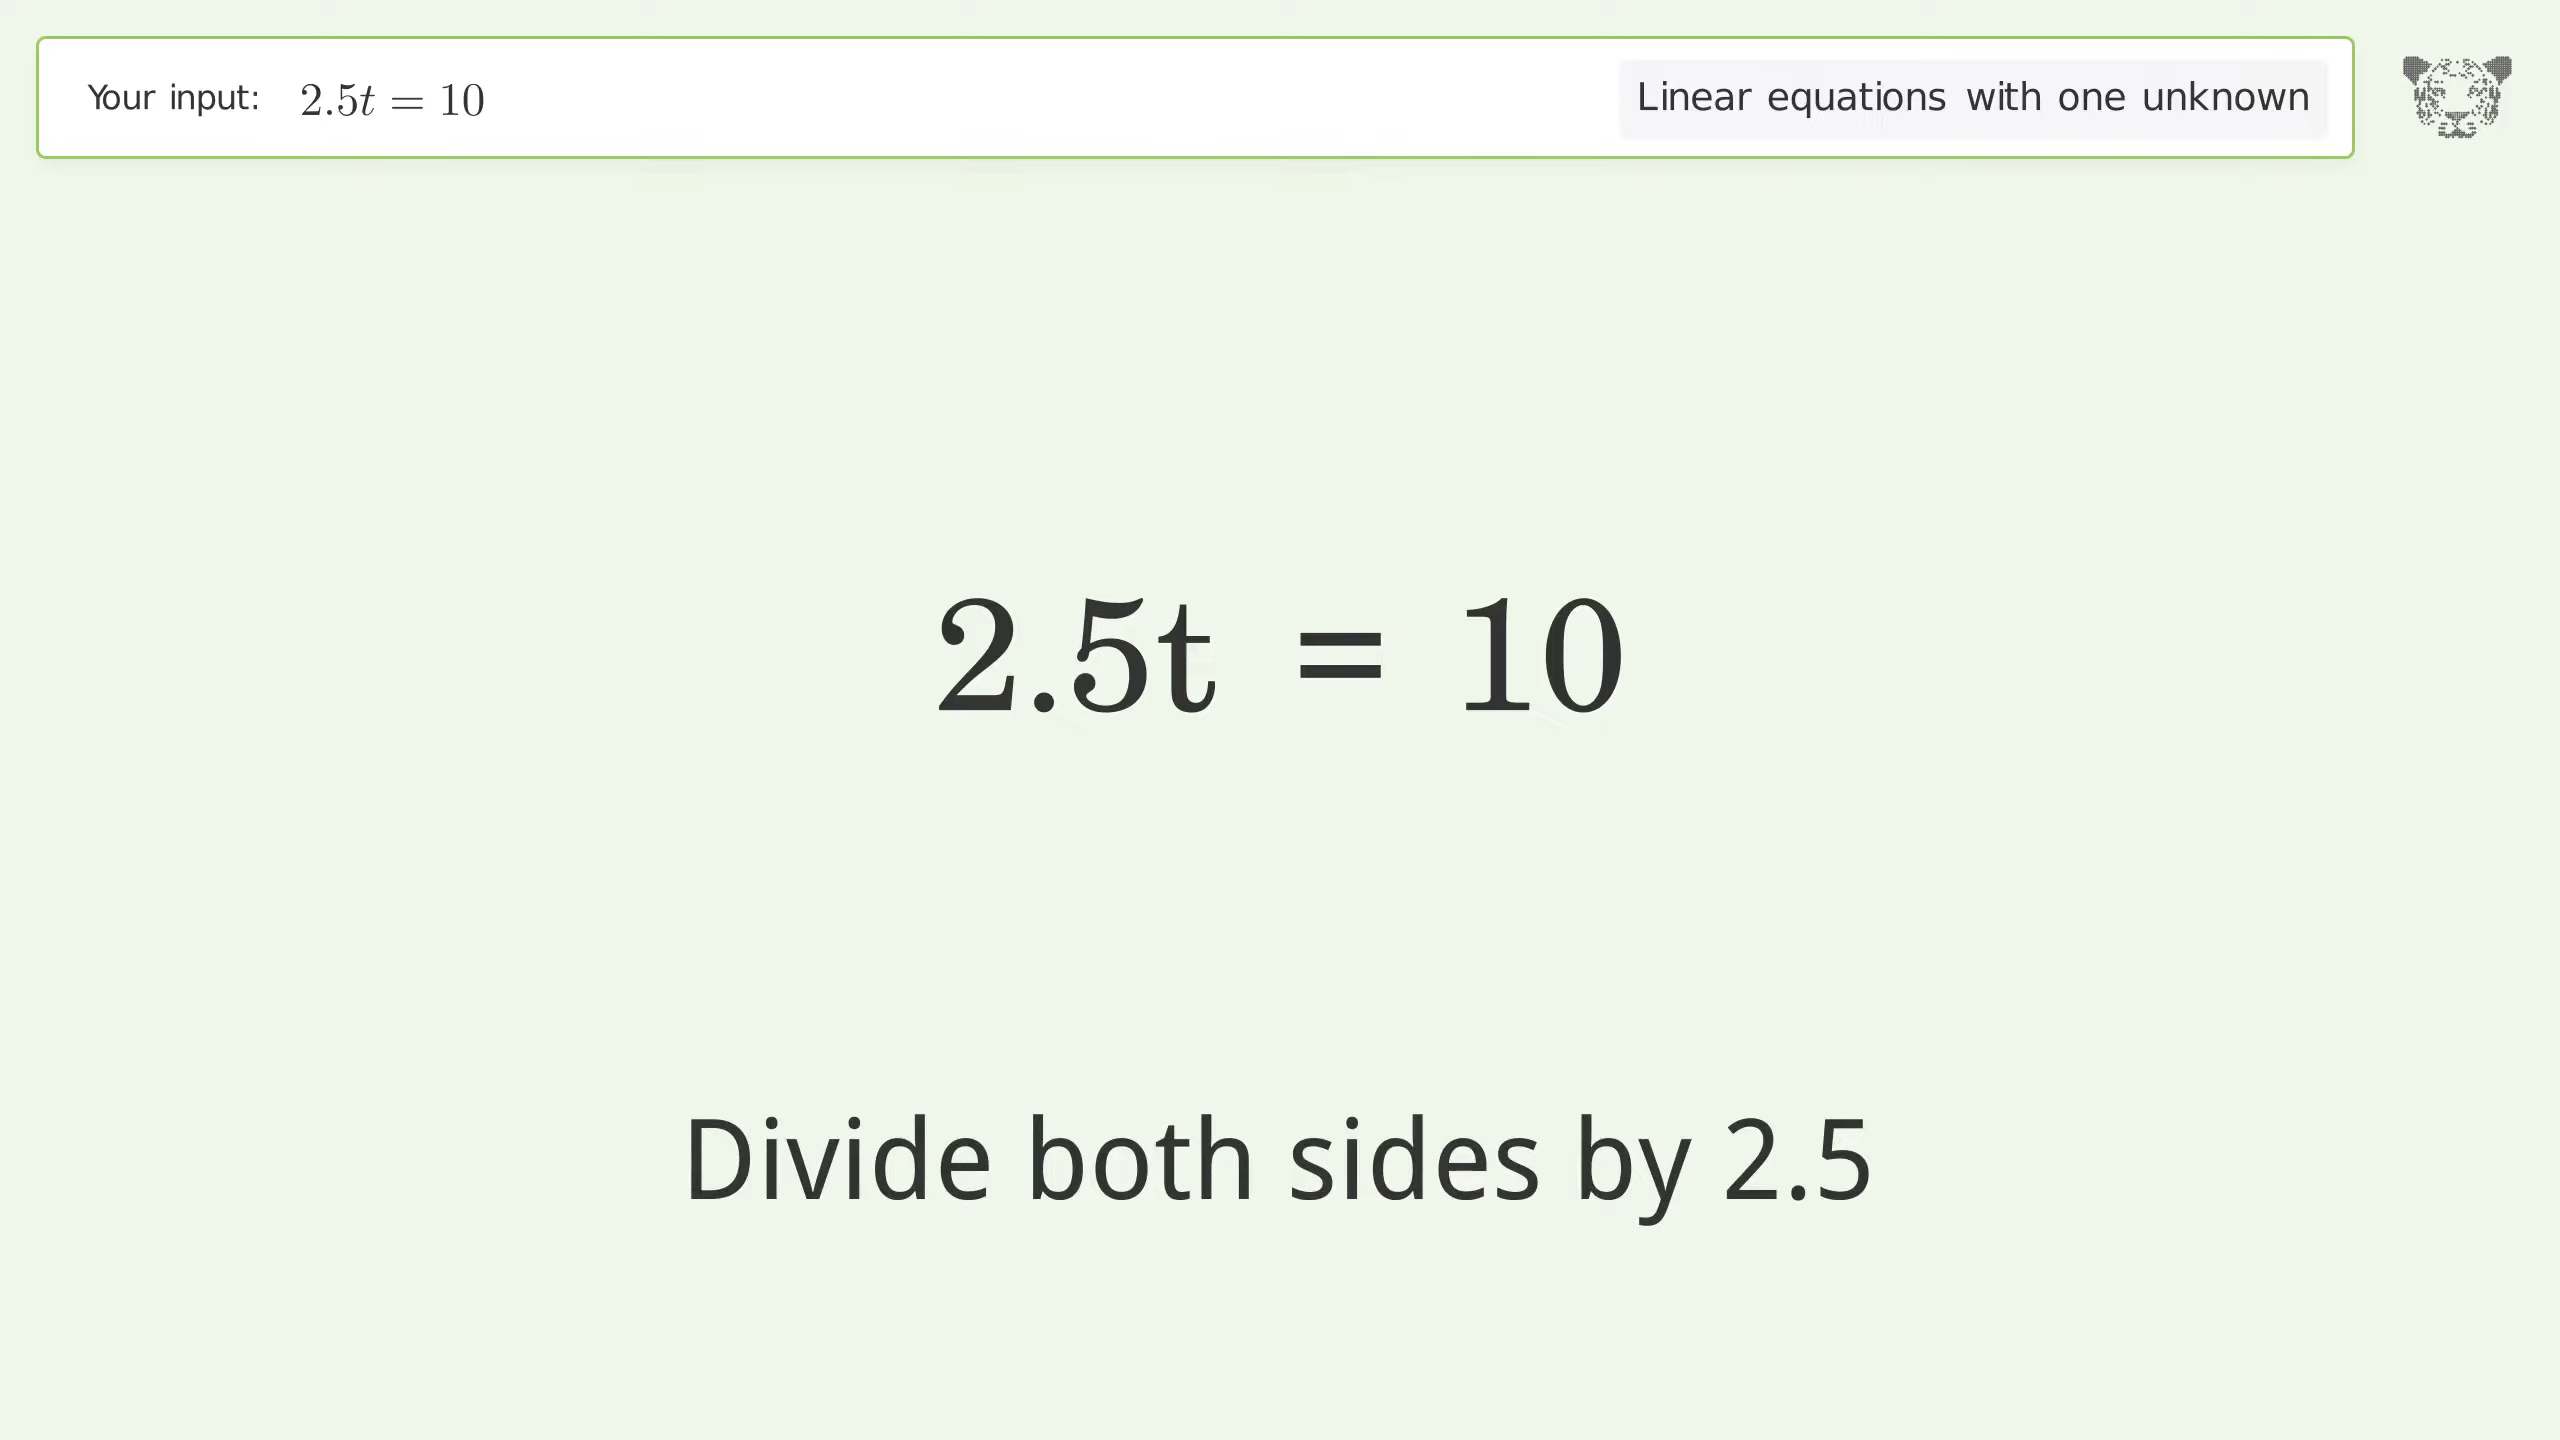 Your input: 2.5t = 10 Linear equations with one unknown
2.5t = 10
Divide both sides by 2.5